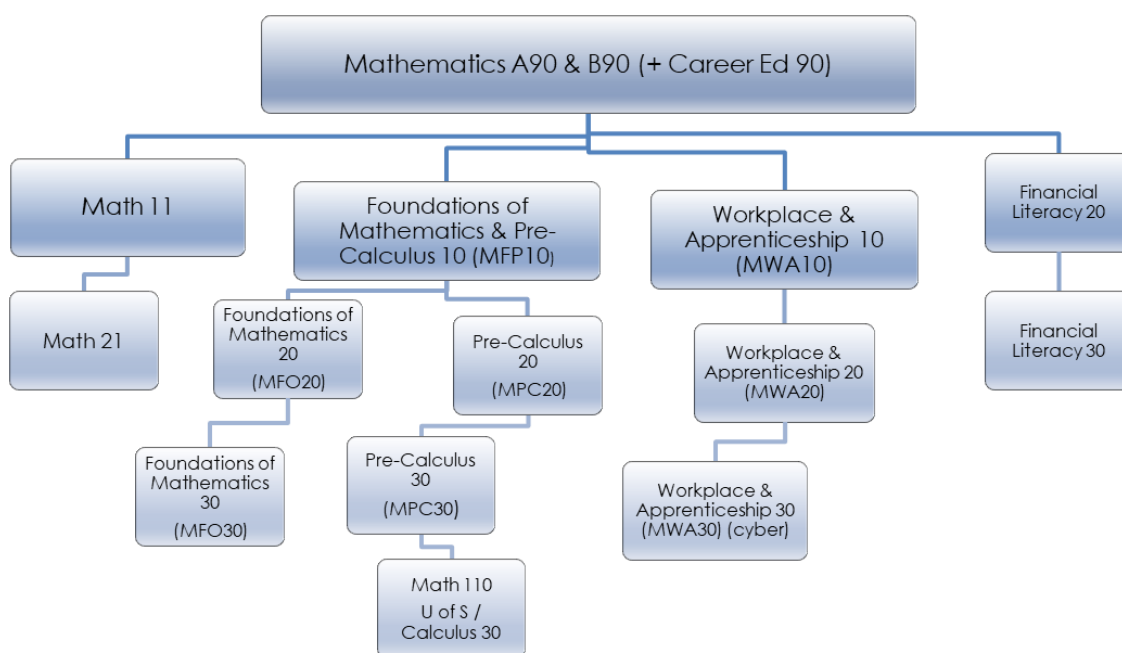 Mathematics A90 & B90 (+ Career Ed 90)
Math 11
Math 21
Foundations of
Mathematics & Pre-
Calculus 10 (MFP10)
Foundations of
Mathematics
20
(MFO20)
Foundations of
Mathematics
30
(MFO30)
Pre-Calculus
20
(MPC20)
Pre-Calculus
30
(MPC30)
Math 110
U of S /
Calculus 30
Workplace &
Apprenticeship 10
(MWA10)
Workplace &
Apprenticeship 20
(MWA20)
Workplace &
Apprenticeship 30
(MWA30) (cyber)
Financial
Literacy 20
Financial
Literacy 30